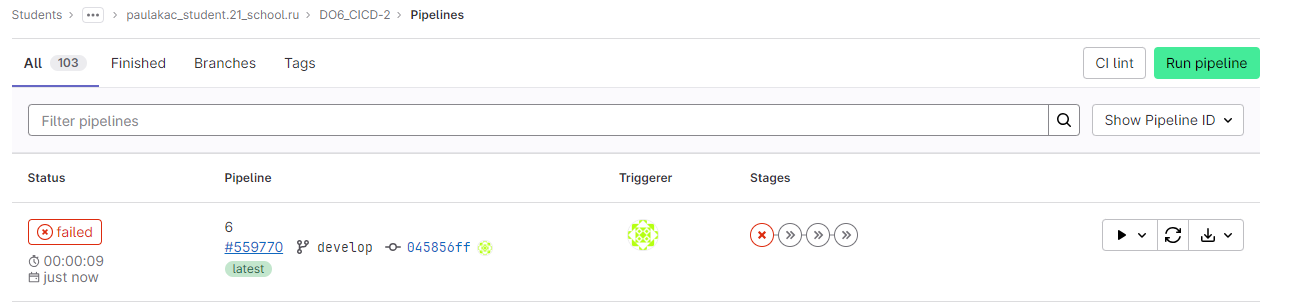 Students > ... > paulakac_student.21_school.ru > DO6_CICD-2 > Pipelines
All 103 Finished Branches Tags CI lint Run pipeline
Filter pipelines Show Pipeline ID
Status Pipeline Triggerer Stages
failed 6
#559770 develop 045856ff
00:00:09 latest
just now